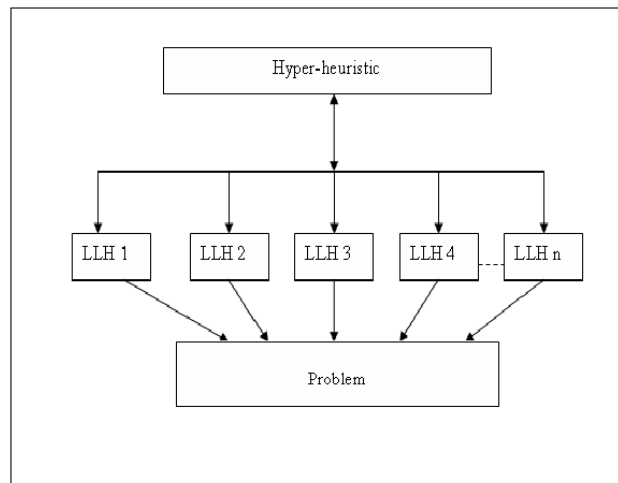 Hyper-heuristic
LLH 1
LLH 2
LLH 3
LLH 4
LLH n
Problem